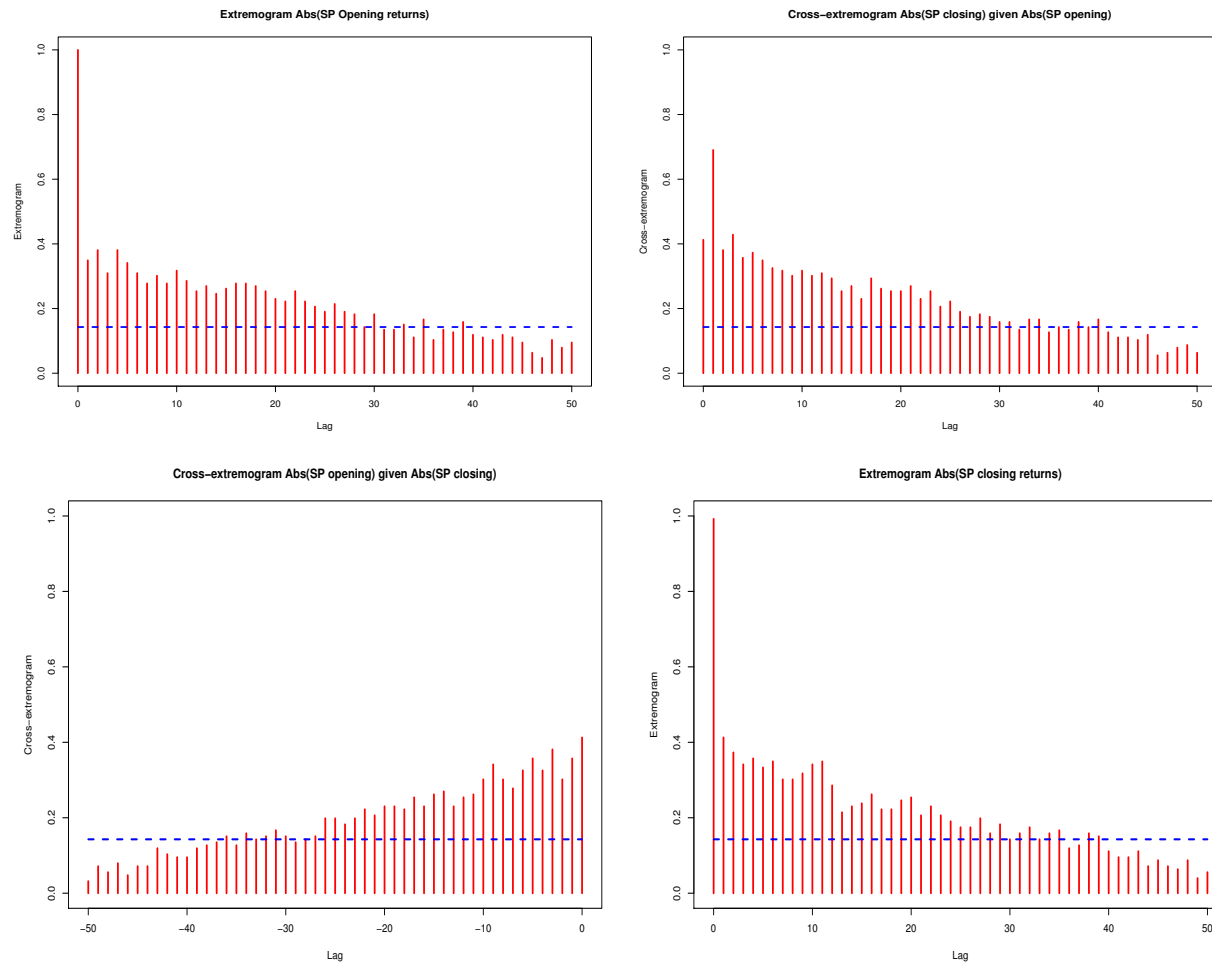 Extremogram Abs(SP Opening returns)
Extremogram
0.0 0.2 0.4 0.6 0.8 1.0
0 10 20 30 40 50
Lag
Cross−extremogram Abs(SP closing) given Abs(SP opening)
Cross−extremogram
0.0 0.2 0.4 0.6 0.8 1.0
0 10 20 30 40 50
Lag
Cross−extremogram Abs(SP opening) given Abs(SP closing)
Cross−extremogram
0.0 0.2 0.4 0.6 0.8 1.0
−50 −40 −30 −20 −10 0
Lag
Extremogram Abs(SP closing returns)
Extremogram
0.0 0.2 0.4 0.6 0.8 1.0
0 10 20 30 40 50
Lag